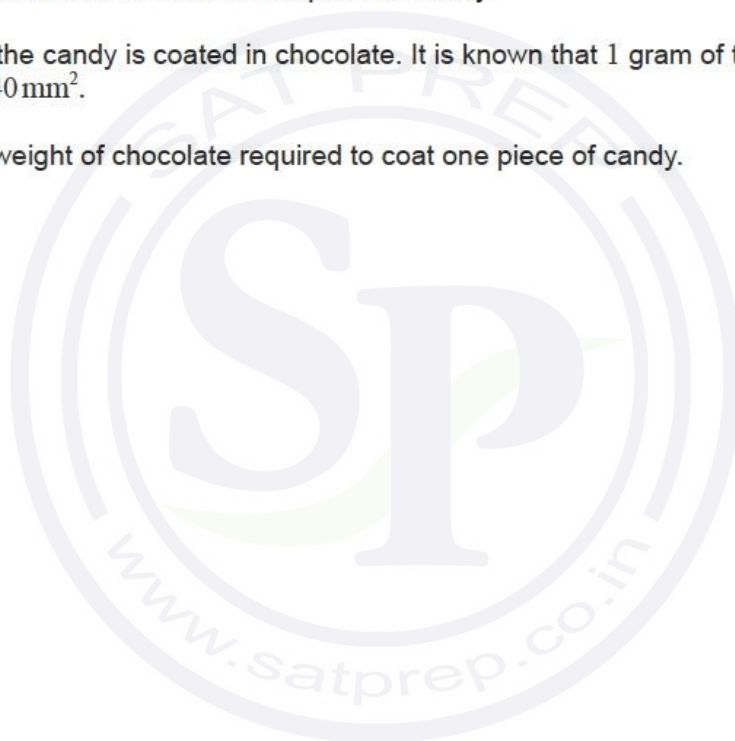 the candy is coated in chocolate. It is known that 1 gram of
0 mm².
weight of chocolate required to coat one piece of candy.
SAT PREP
SP
www.satprep.co.in